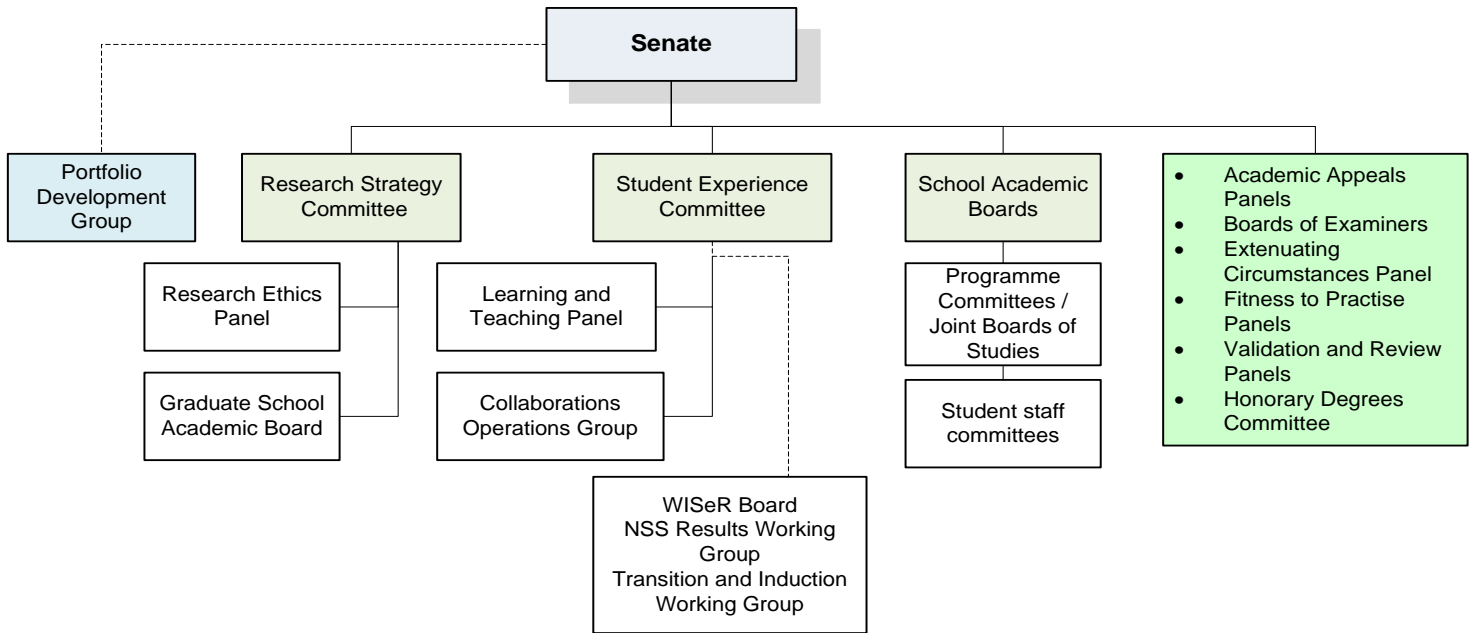 Senate
Portfolio
Development
Group
Research Strategy
Committee
Student Experience
Committee
School Academic
Boards
• Academic Appeals
Panels
• Boards of Examiners
• Extenuating
Circumstances Panel
• Fitness to Practise
Panels
• Validation and Review
Panels
• Honorary Degrees
Committee
Research Ethics
Panel
Learning and
Teaching Panel
Programme
Committees /
Joint Boards of
Studies
Graduate School
Academic Board
Collaborations
Operations Group
Student staff
committees
WISeR Board
NSS Results Working
Group
Transition and Induction
Working Group